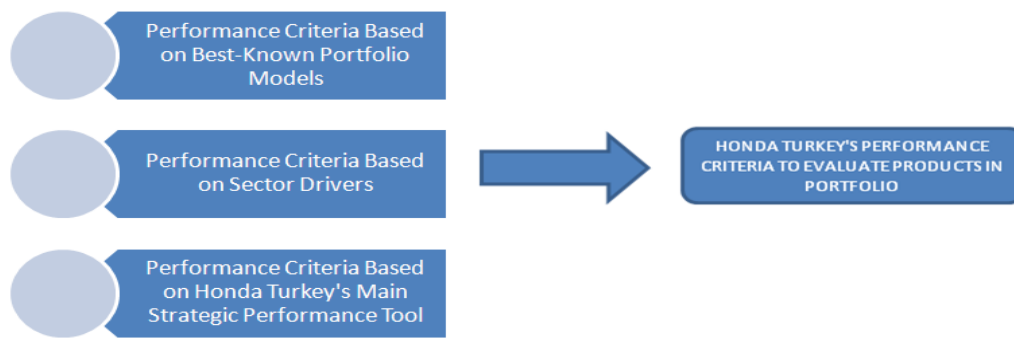 Performance Criteria Based
on Best-Known Portfolio
Models
Performance Criteria Based
on Sector Drivers
Performance Criteria Based
on Honda Turkey's Main
Strategic Performance Tool
HONDA TURKEY'S PERFORMANCE
CRITERIA TO EVALUATE PRODUCTS IN
PORTFOLIO